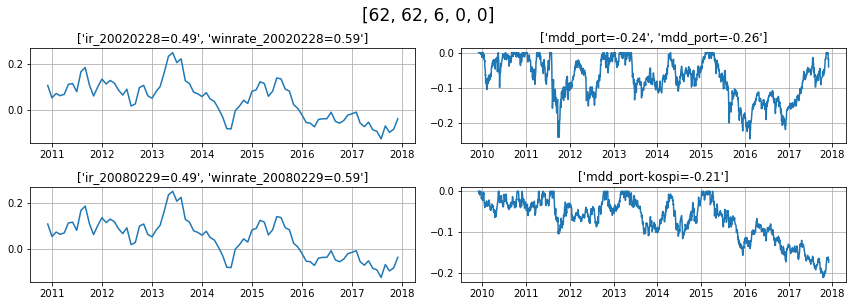 [62, 62, 6, 0, 0]
['ir_20020228=0.49', 'winrate_20020228=0.59']
0.2
0.0
2011 2012 2013 2014 2015 2016 2017 2018
['mdd_port=-0.24', 'mdd_port=-0.26']
0.0
−0.1
−0.2
2010 2011 2012 2013 2014 2015 2016 2017 2018
['ir_20080229=0.49', 'winrate_20080229=0.59']
0.2
0.0
2011 2012 2013 2014 2015 2016 2017 2018
['mdd_port-kospi=-0.21']
0.0
−0.1
−0.2
2010 2011 2012 2013 2014 2015 2016 2017 2018